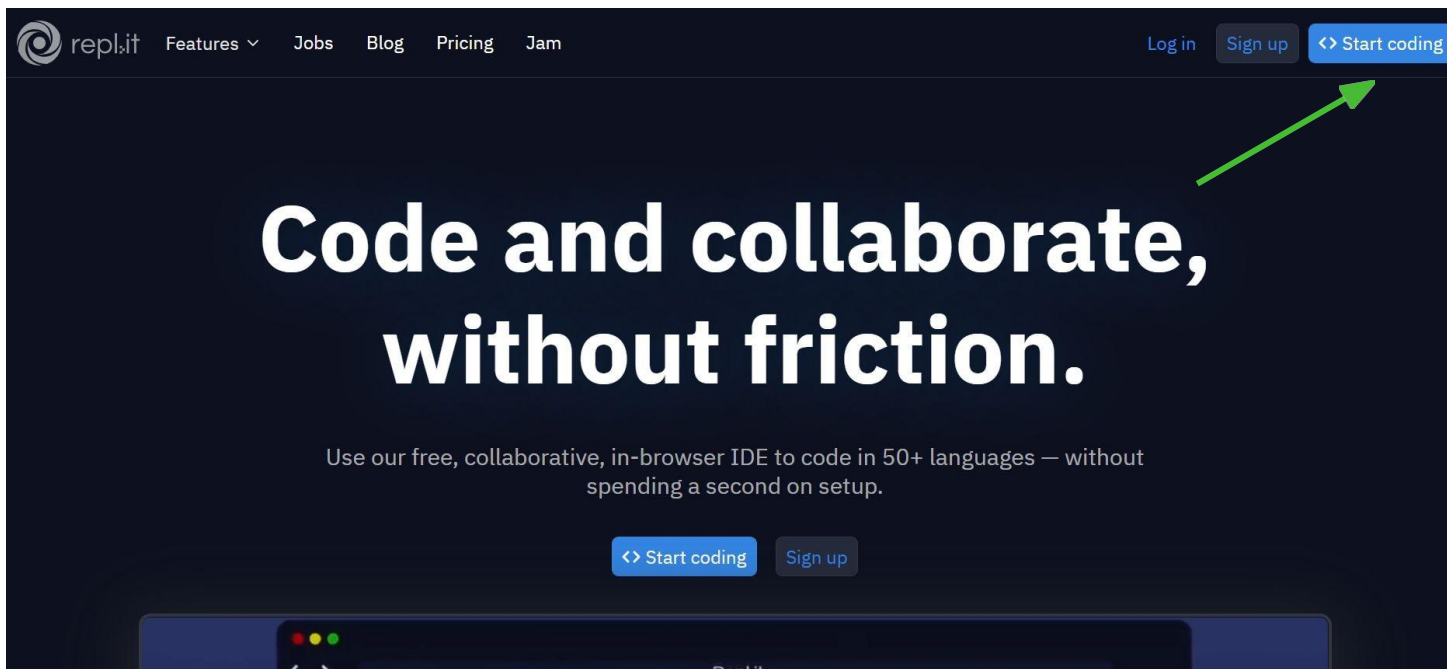 repl.it Features Jobs Blog Pricing Jam Log in Sign up <> Start coding
Code and collaborate,
without friction.
Use our free, collaborative, in-browser IDE to code in 50+ languages — without
spending a second on setup.
<> Start coding Sign up